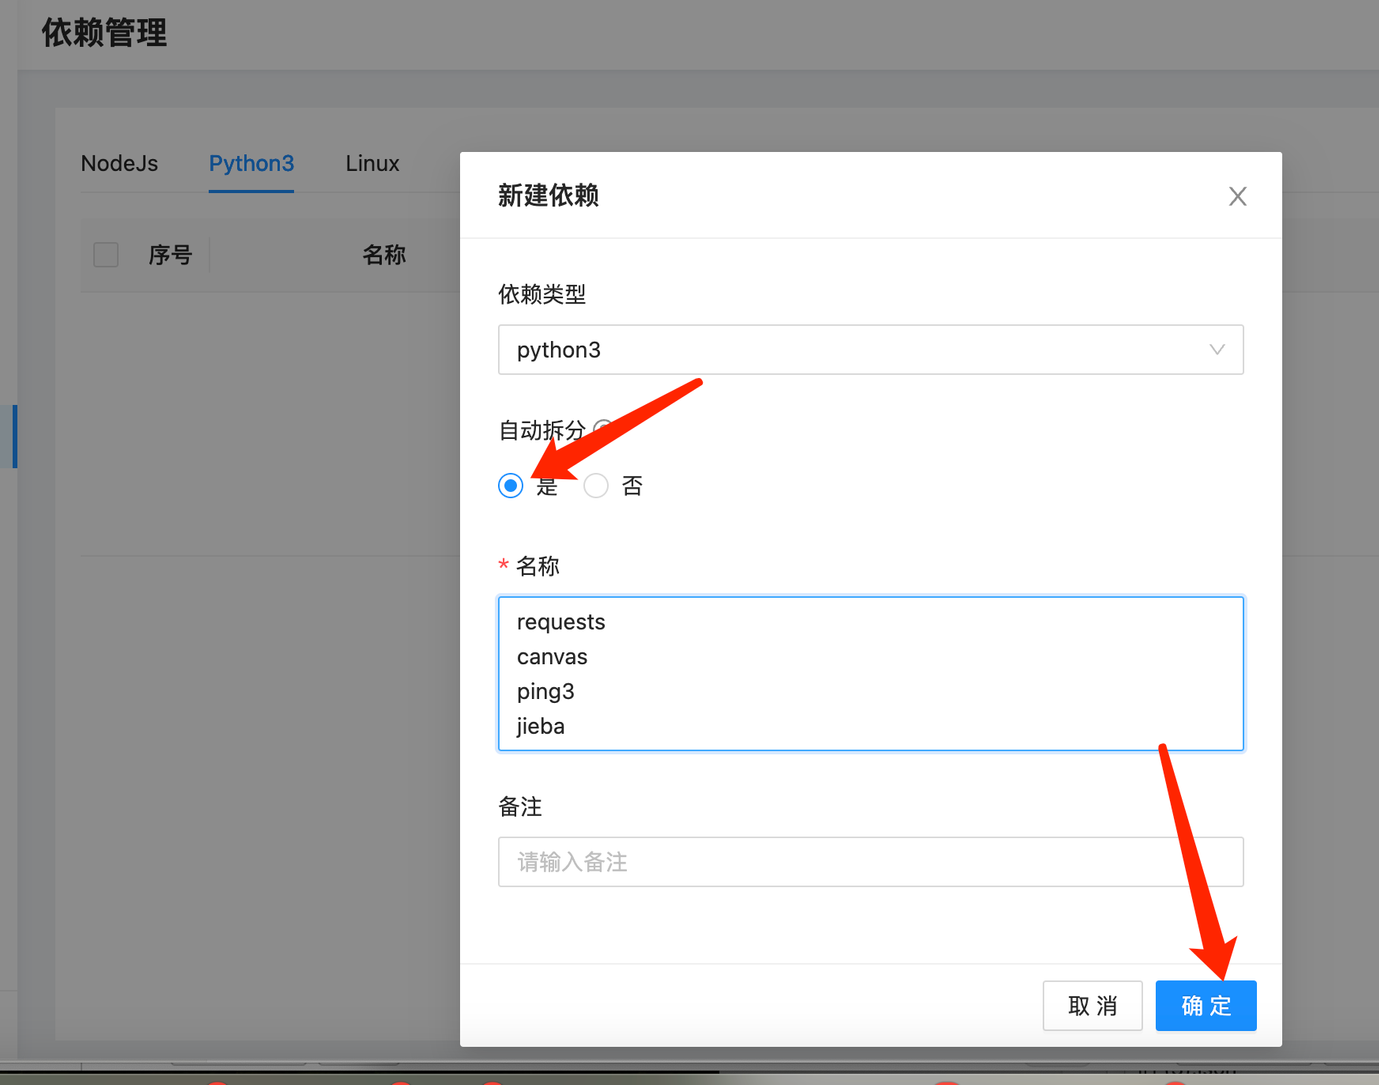 依赖管理
NodeJs Python3 Linux
序号 名称
新建依赖
依赖类型
python3
自动拆分
是 否
* 名称
requests
canvas
ping3
jieba
备注
请输入备注
取 消 确 定